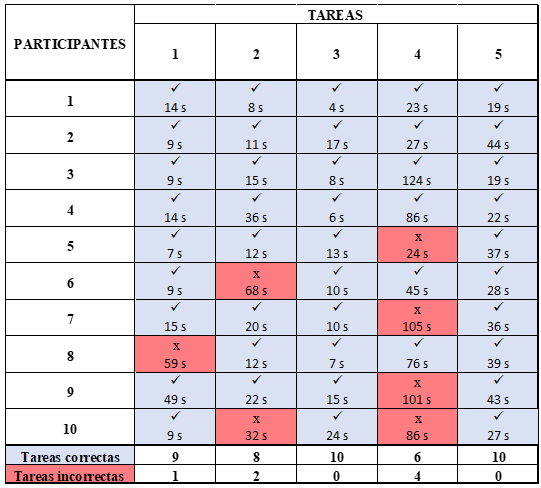 TAREAS
PARTICIPANTES
1 2 3 4 5
1 ✓ ✓ ✓ ✓ ✓
14 s 8 s 4 s 23 s 19 s
2 ✓ ✓ ✓ ✓ ✓
9 s 11 s 17 s 27 s 44 s
3 ✓ ✓ ✓ ✓ ✓
9 s 15 s 8 s 124 s 19 s
4 ✓ ✓ ✓ ✓ ✓
14 s 36 s 6 s 86 s 22 s
5 ✓ ✓ ✓ x ✓
7 s 12 s 13 s 24 s 37 s
6 ✓ x ✓ ✓ ✓
9 s 68 s 10 s 45 s 28 s
7 ✓ ✓ ✓ x ✓
15 s 20 s 10 s 105 s 36 s
8 x ✓ ✓ ✓ ✓
59 s 12 s 7 s 76 s 39 s
9 ✓ ✓ ✓ x ✓
49 s 22 s 15 s 101 s 43 s
10 ✓ x ✓ x ✓
9 s 32 s 24 s 86 s 27 s
Tareas correctas 9 8 10 6 10
Tareas incorrectas 1 2 0 4 0